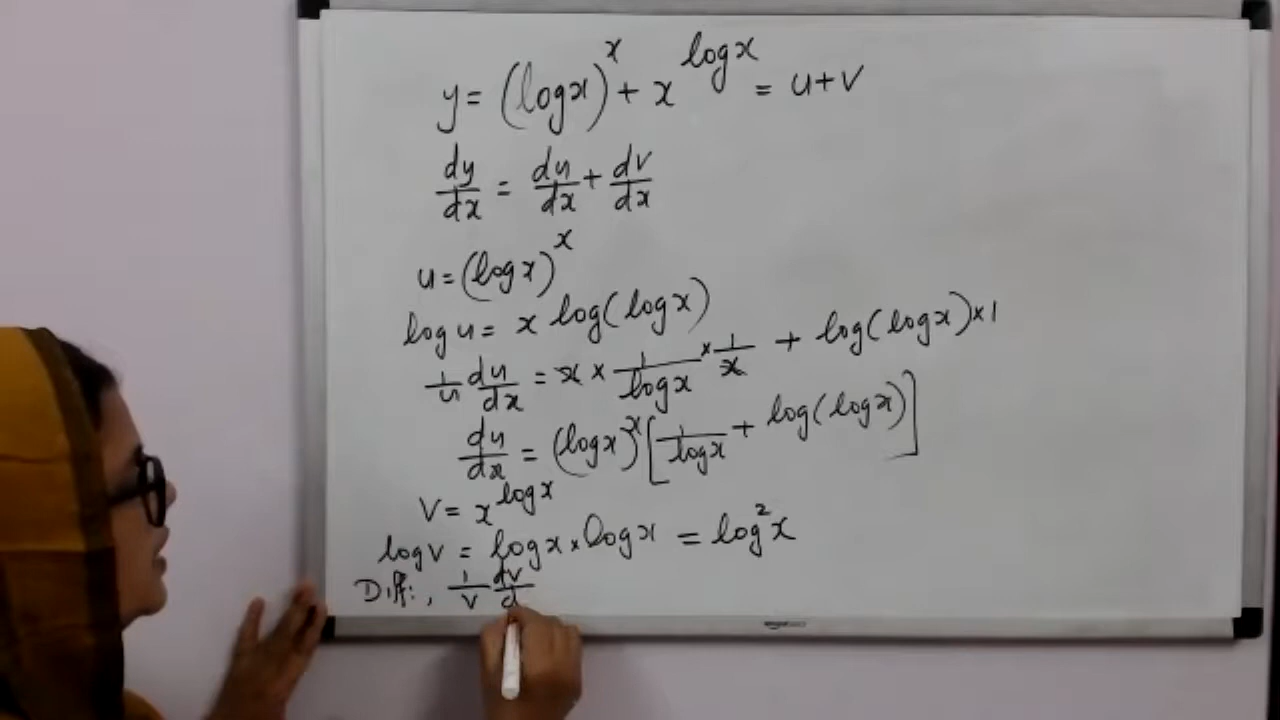 y = (log x)^x + x^log x = u+v
dy/dx = du/dx + dv/dx
u = (log x)^x
log u = x log(log x)
1/u du/dx = x × 1/log x × 1/x + log(log x) × 1
du/dx = (log x)^x [1/log x + log(log x)]
V = x^log x
log v = log x × log x = log²x
Diff:, 1/v dv/d